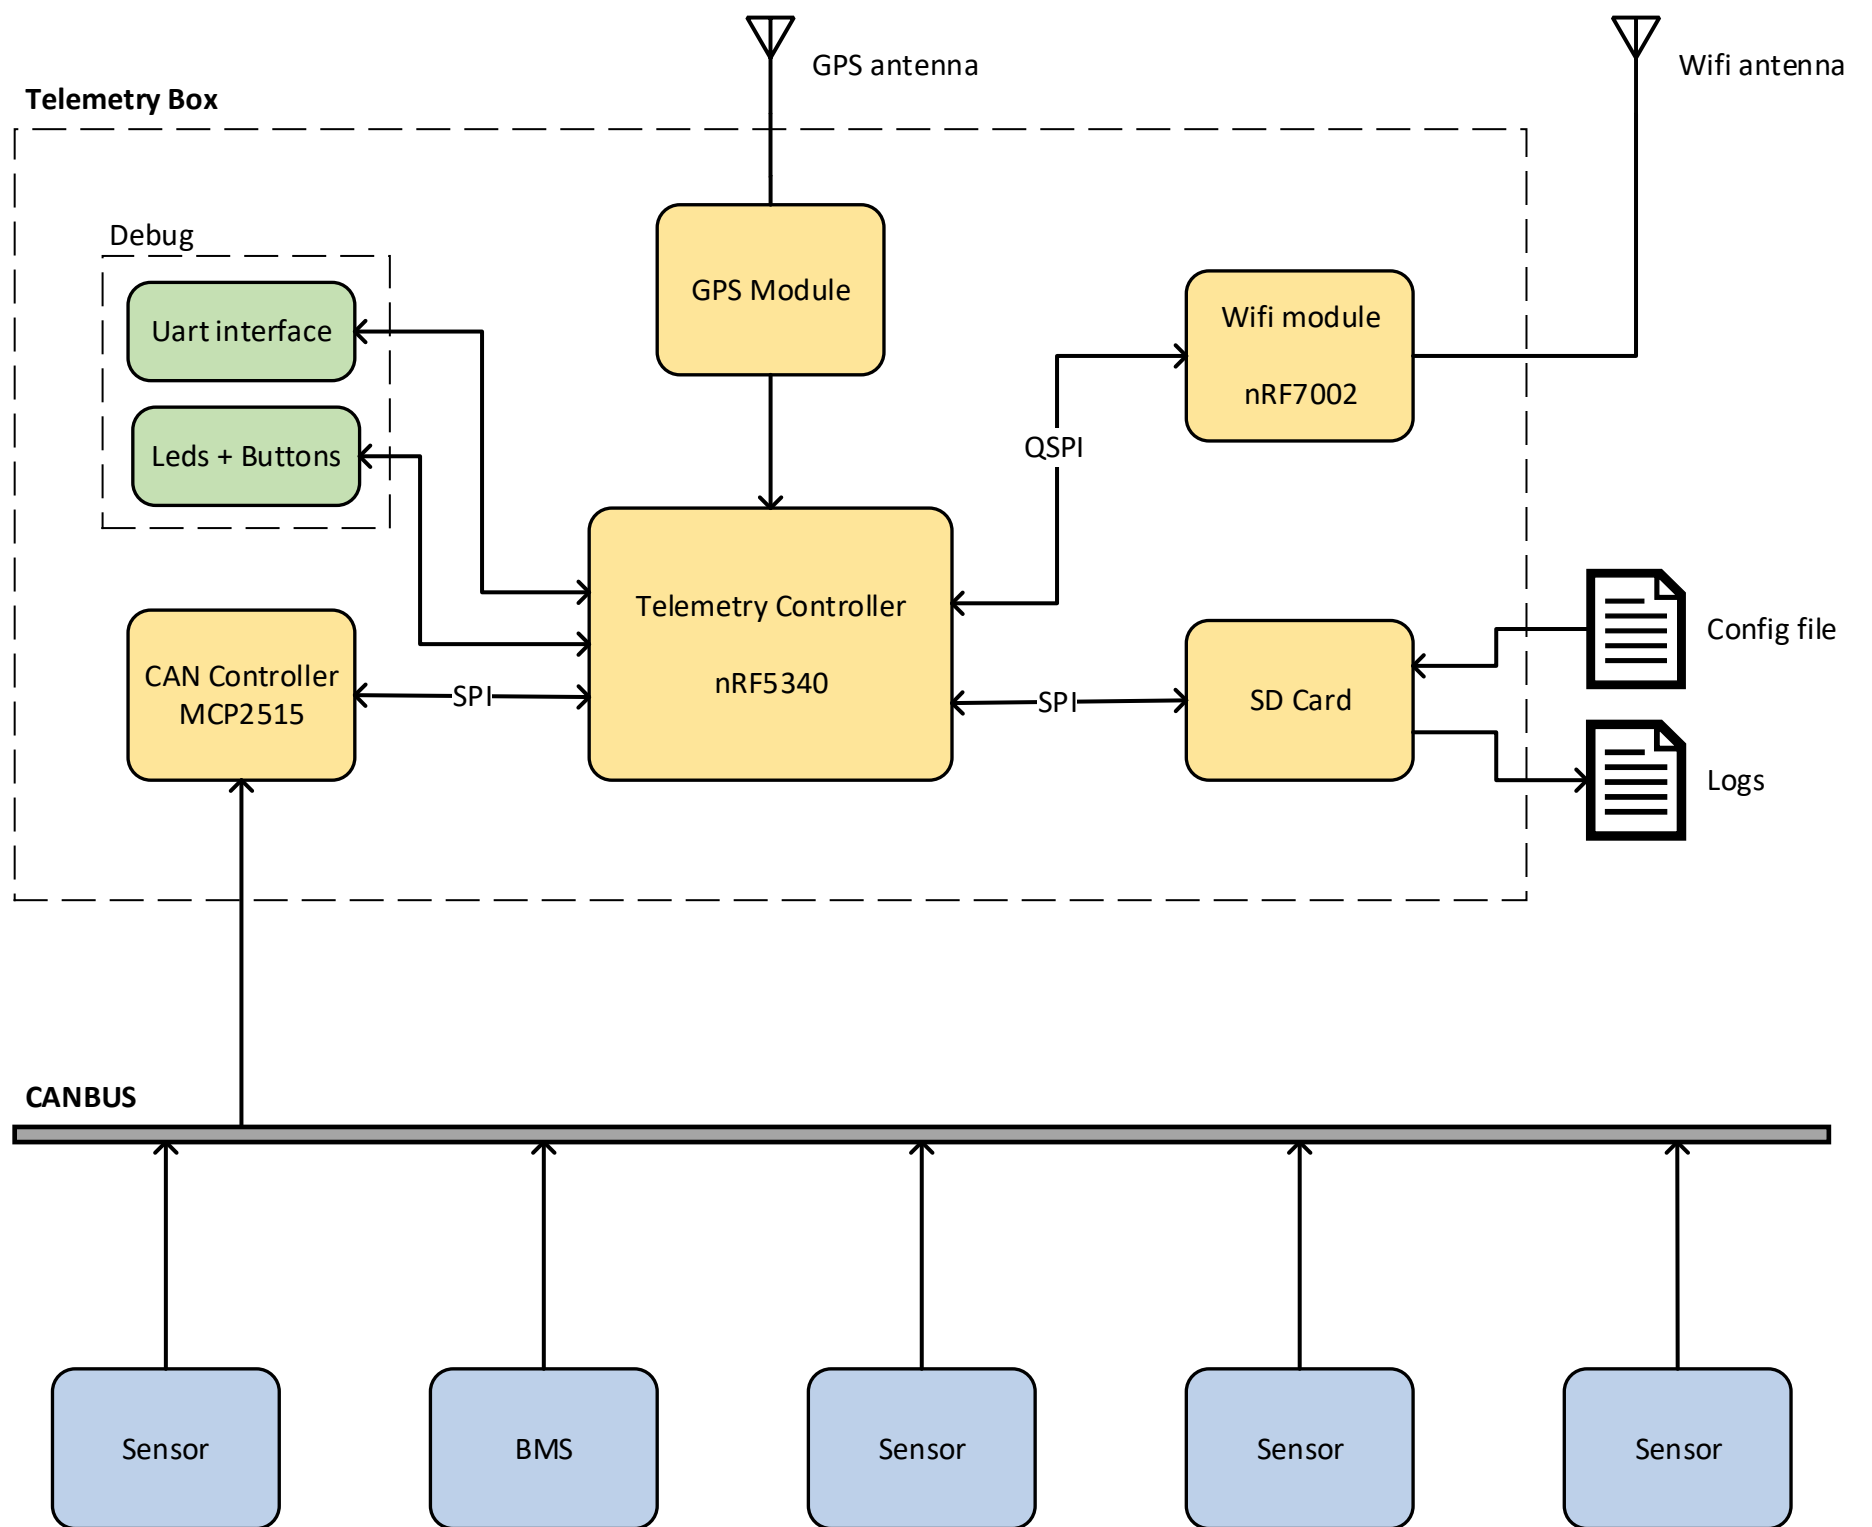 GPS antenna
Wifi antenna
Telemetry Box
Debug
Uart interface
GPS Module
Wifi module
nRF7002
Leds + Buttons
QSPI
Telemetry Controller
nRF5340
CAN Controller
MCP2515
SPI
SPI
SD Card
Config file
Logs
CANBUS
Sensor
BMS
Sensor
Sensor
Sensor